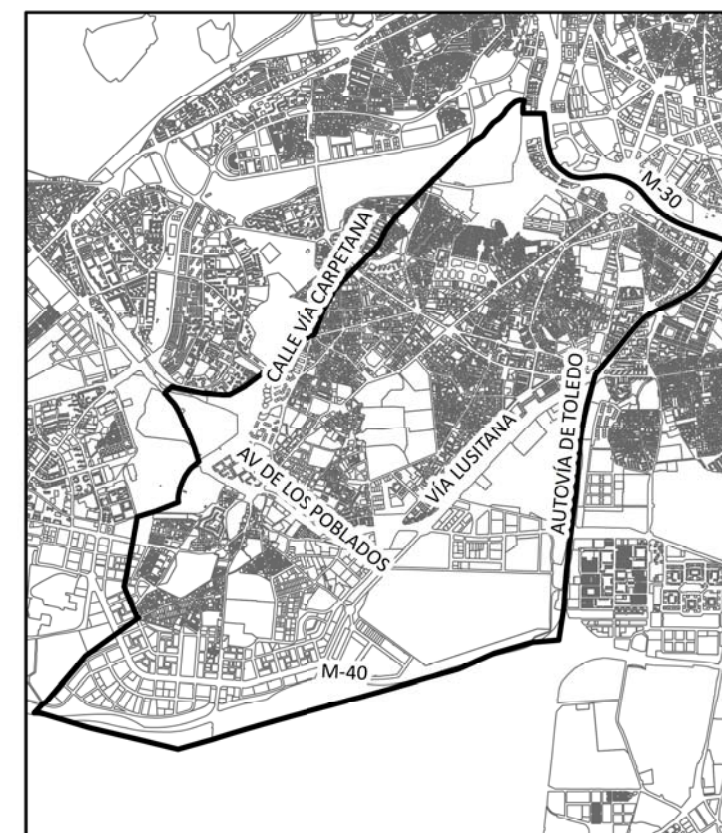 M-30
CALLE VÍA CARPETANA
AUTOVÍA DE TOLEDO
VÍA LUSITANA
AV DE LOS POBLADOS
M-40